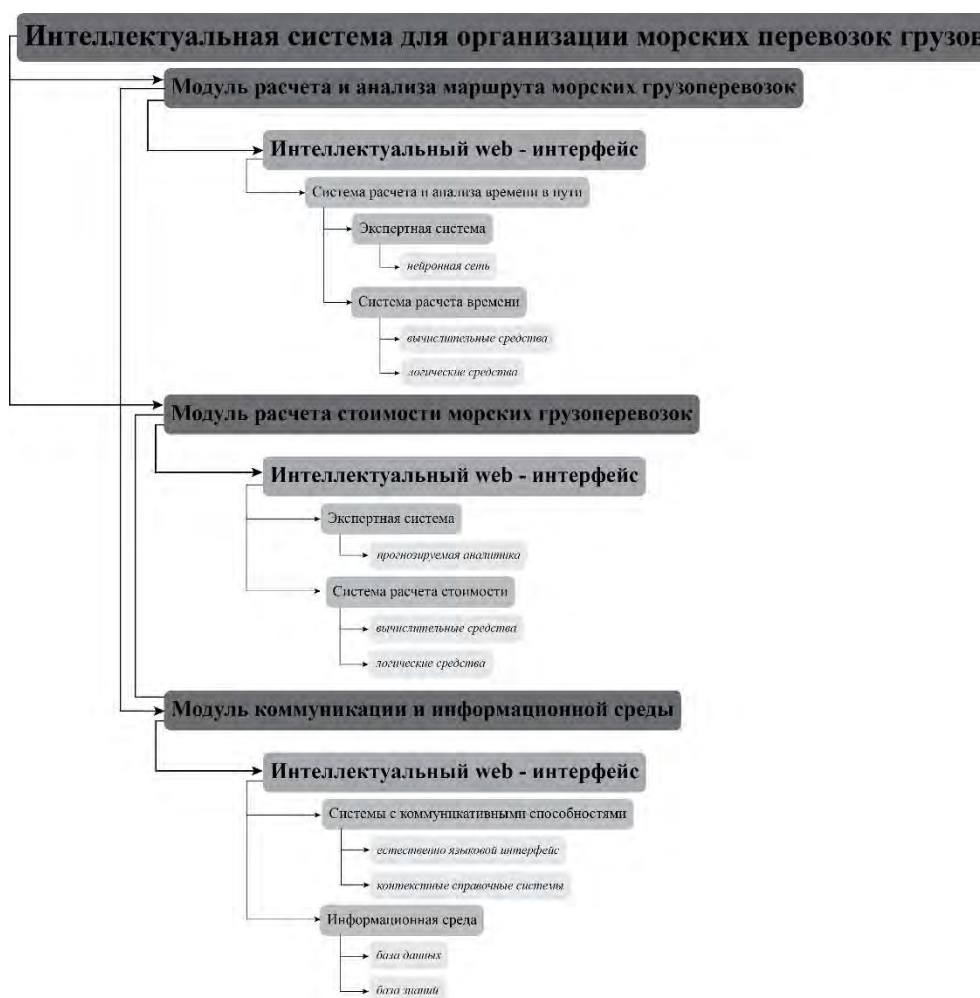 Интеллектуальная система для организации морских перевозок грузов
Модуль расчета и анализа маршрута морских грузоперевозок
Интеллектуальный web - интерфейс
Система расчета и анализа времени в пути
Экспертная система
нейронная сеть
Система расчета времени
вычислительные средства
логические средства
Модуль расчета стоимости морских грузоперевозок
Интеллектуальный web - интерфейс
Экспертная система
прогнозируемая аналитика
Система расчета стоимости
вычислительные средства
логические средства
Модуль коммуникации и информационной среды
Интеллектуальный web - интерфейс
Системы с коммуникативными способностями
естественно языковой интерфейс
контекстные справочные системы
Информационная среда
база данных
база знаний